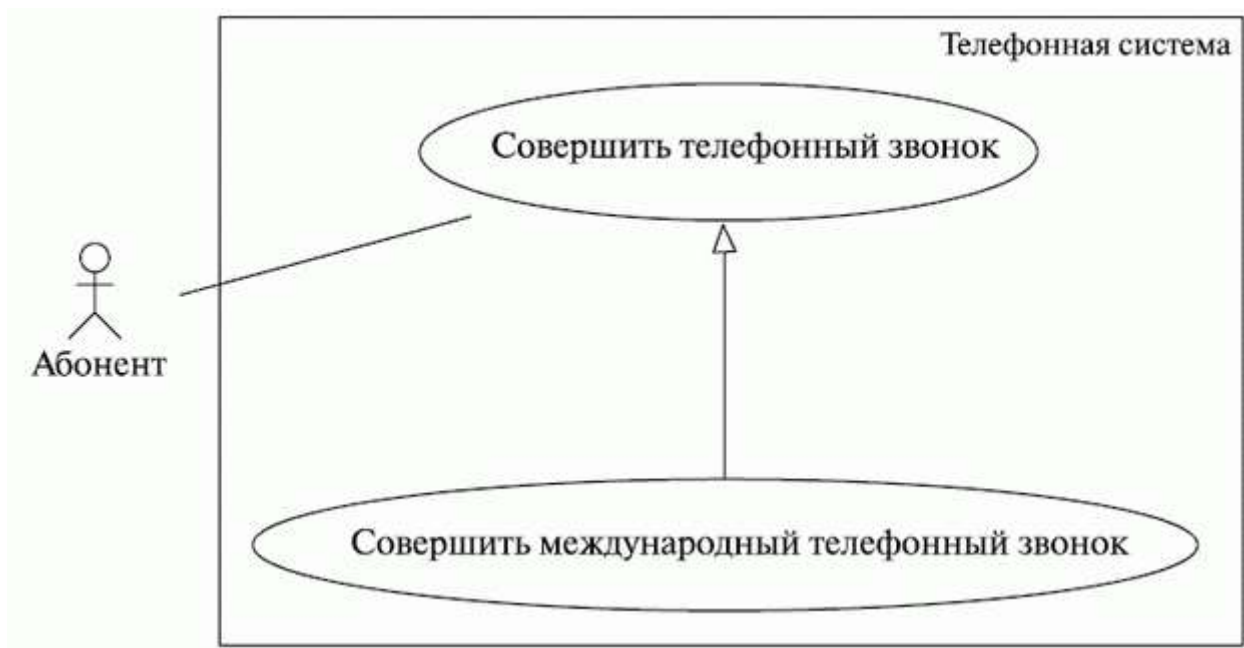 Телефонная система
Совершить телефонный звонок
Абонент
Совершить международный телефонный звонок